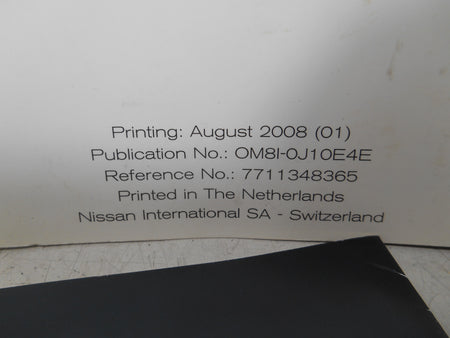 Printing: August 2008 (01)
Publication No.: OM8I-0J10E4E
Reference No.: 7711348365
Printed in The Netherlands
Nissan International SA - Switzerland